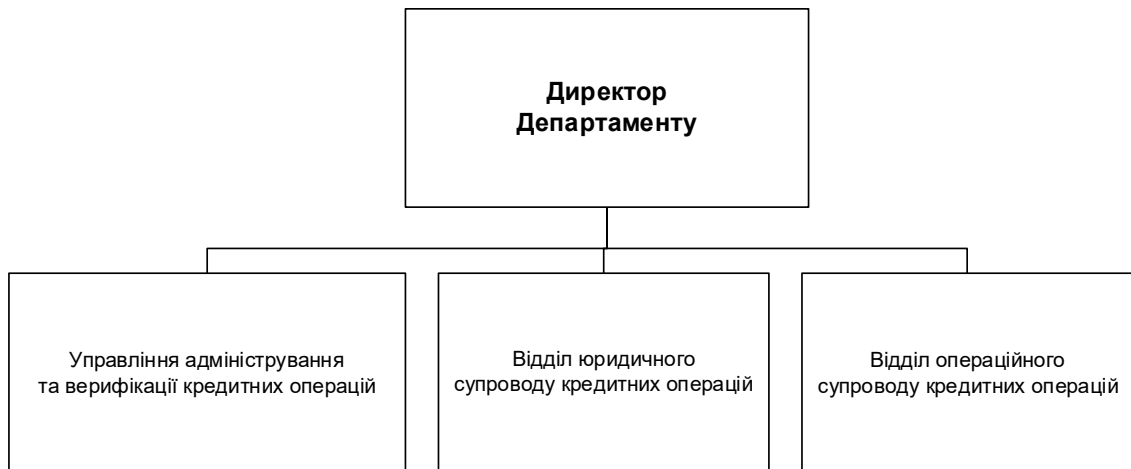 Директор
Департаменту
Управління адміністрування
та верифікації кредитних операцій
Відділ юридичного
супроводу кредитних операцій
Відділ операційного
супроводу кредитних операцій